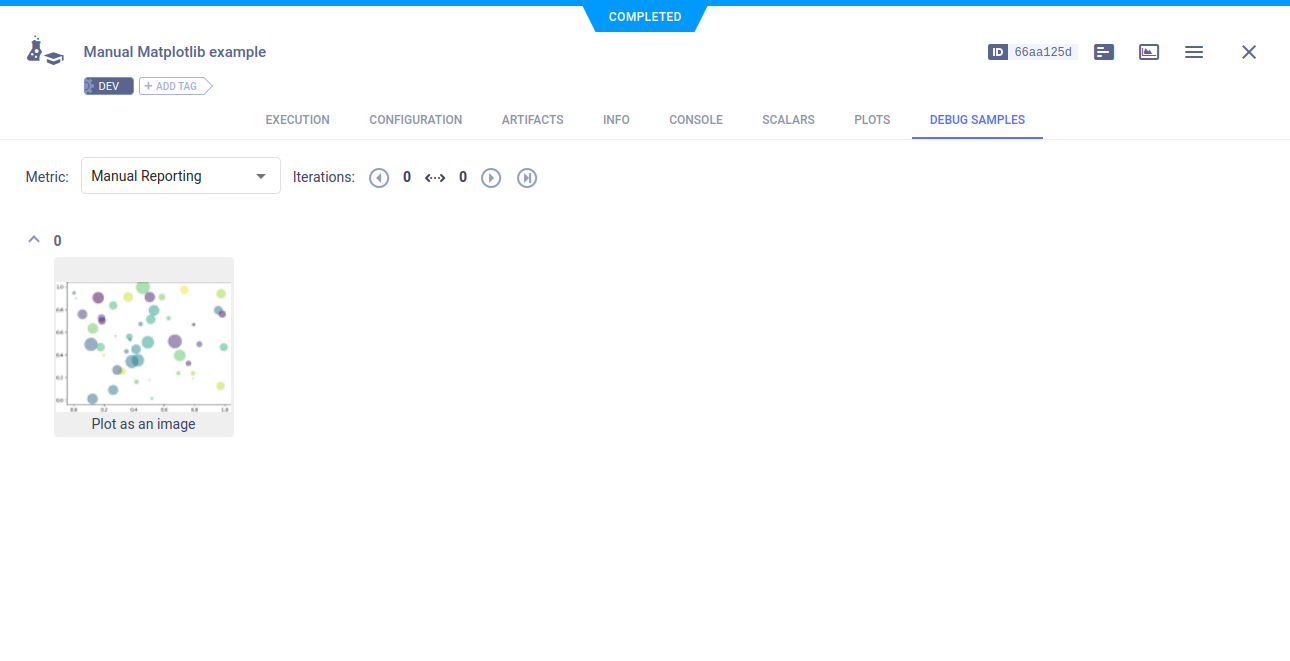 COMPLETED
Manual Matplotlib example
ID 66aa125d
DEV + ADD TAG
EXECUTION CONFIGURATION ARTIFACTS INFO CONSOLE SCALARS PLOTS DEBUG SAMPLES
Metric: Manual Reporting Iterations: 0 0
0
1.0
0.8
0.6
0.4
0.2
0.0
0.0 0.2 0.4 0.6 0.8 1.0
Plot as an image